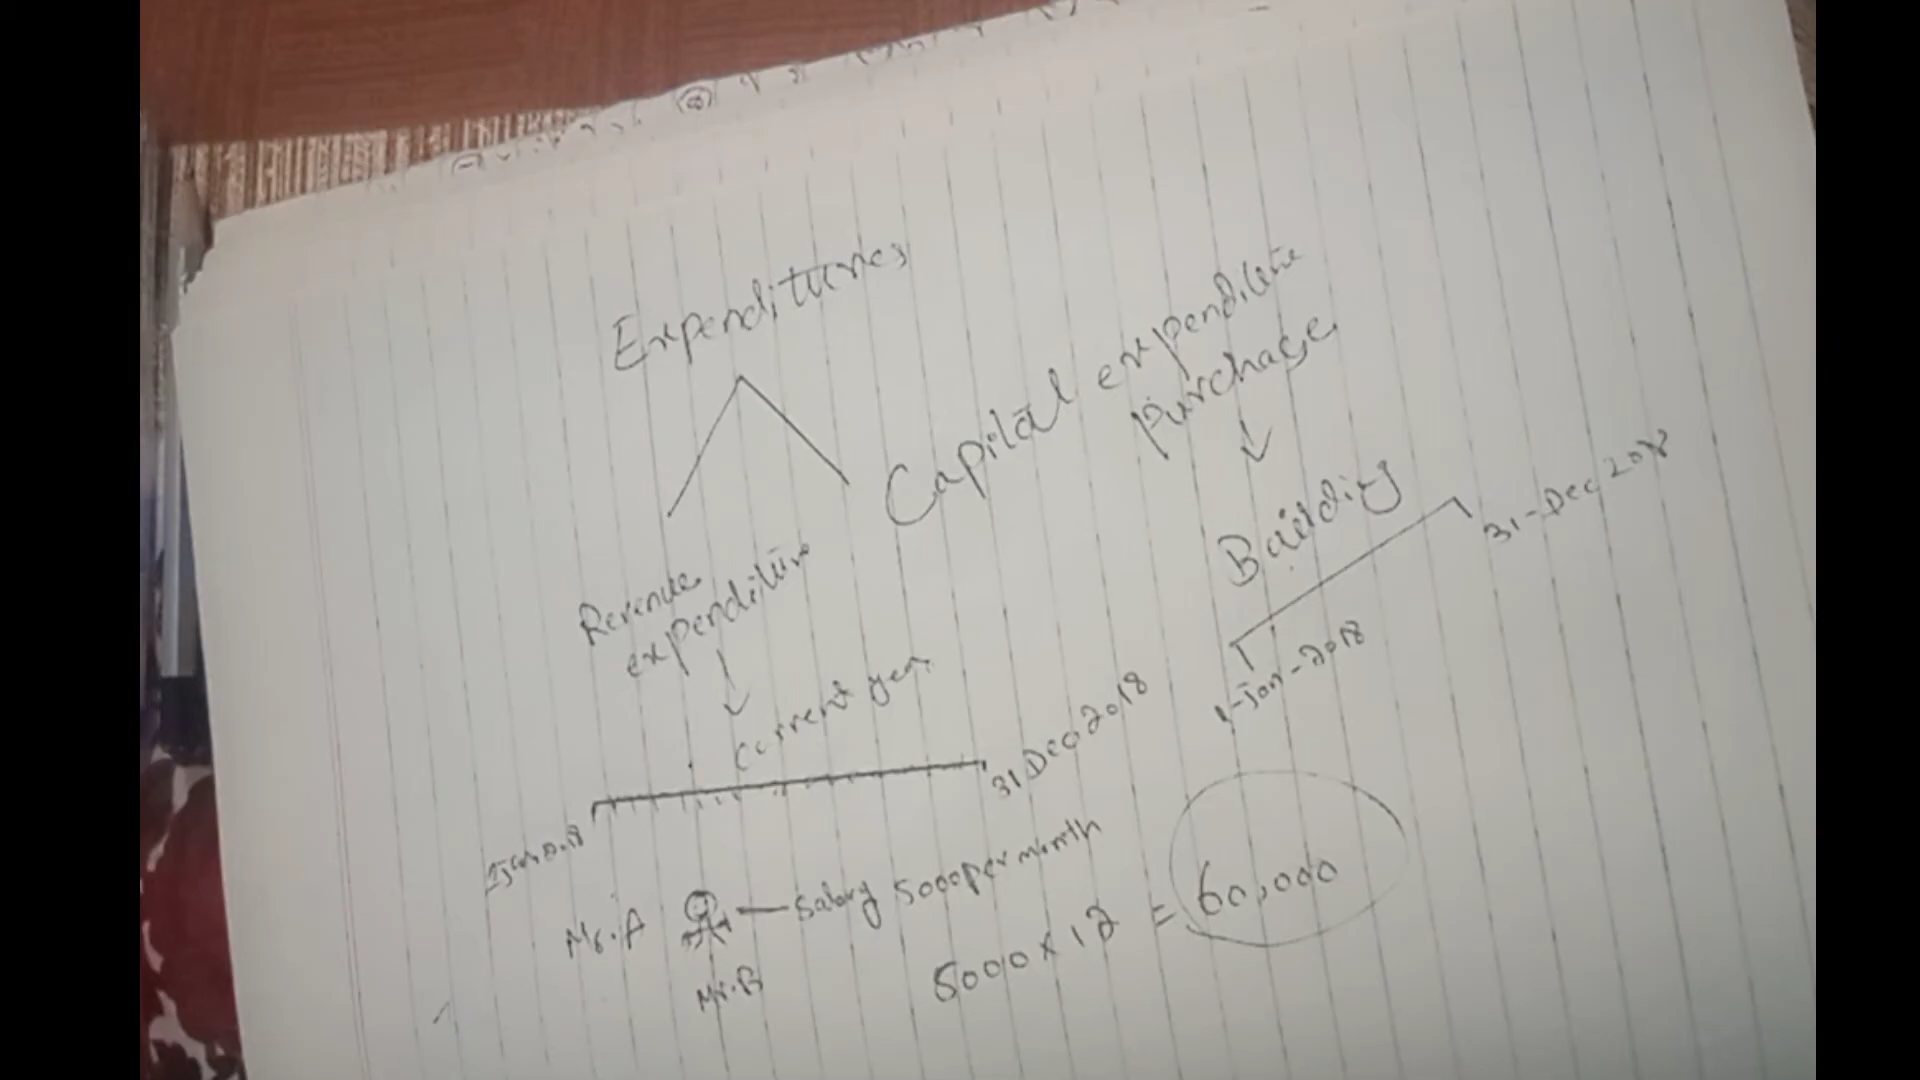 Expenditures
Capital expenditure
Purchase
Building
31-Dec 2018
1-Jan-2018
Revenue
expenditure
Current year
31 Dec 2018
Mr. A
Salary 5000 per month
Mr. B
5000 x 12 = 60,000